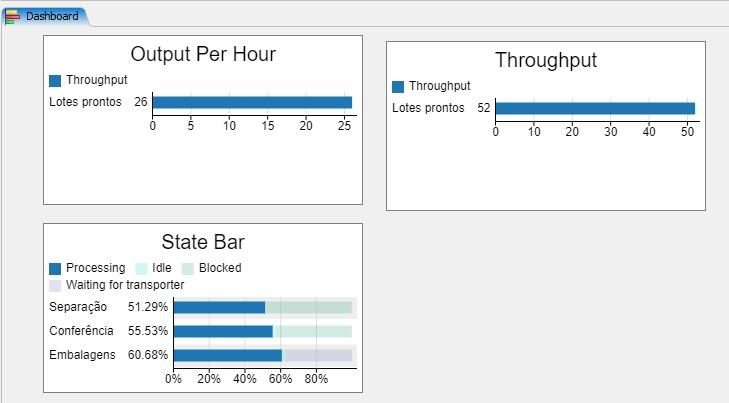 Dashboard
Output Per Hour
Throughput
Lotes prontos 26
0 5 10 15 20 25
Throughput
Throughput
Lotes prontos 52
0 10 20 30 40 50
State Bar
Processing Idle Blocked
Waiting for transporter
Separação 51.29%
Conferência 55.53%
Embalagens 60.68%
0% 20% 40% 60% 80%